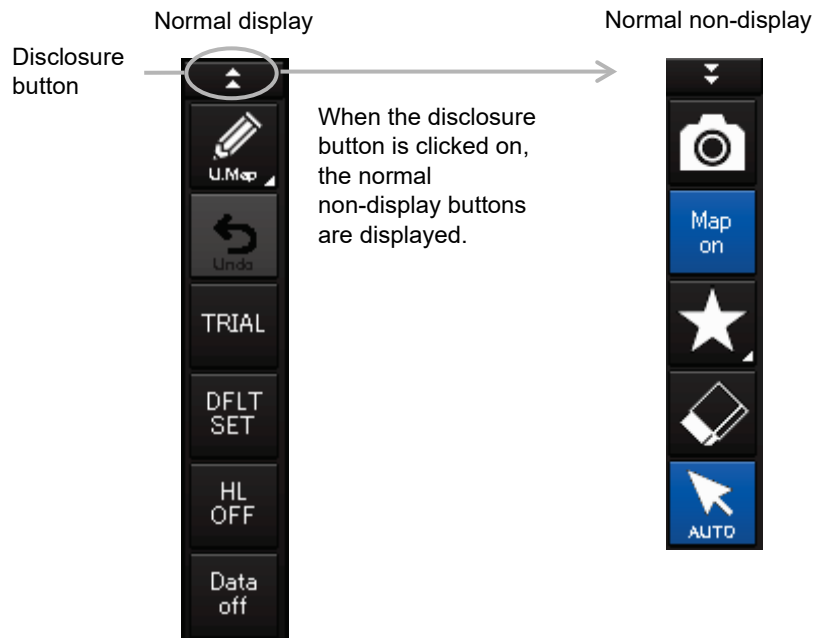 Normal display
Normal non-display
Disclosure
button
When the disclosure
button is clicked on,
the normal
non-display buttons
are displayed.
U.Map
Undo
TRIAL
DFLT
SET
HL
OFF
Data
off
Map
on
AUTO